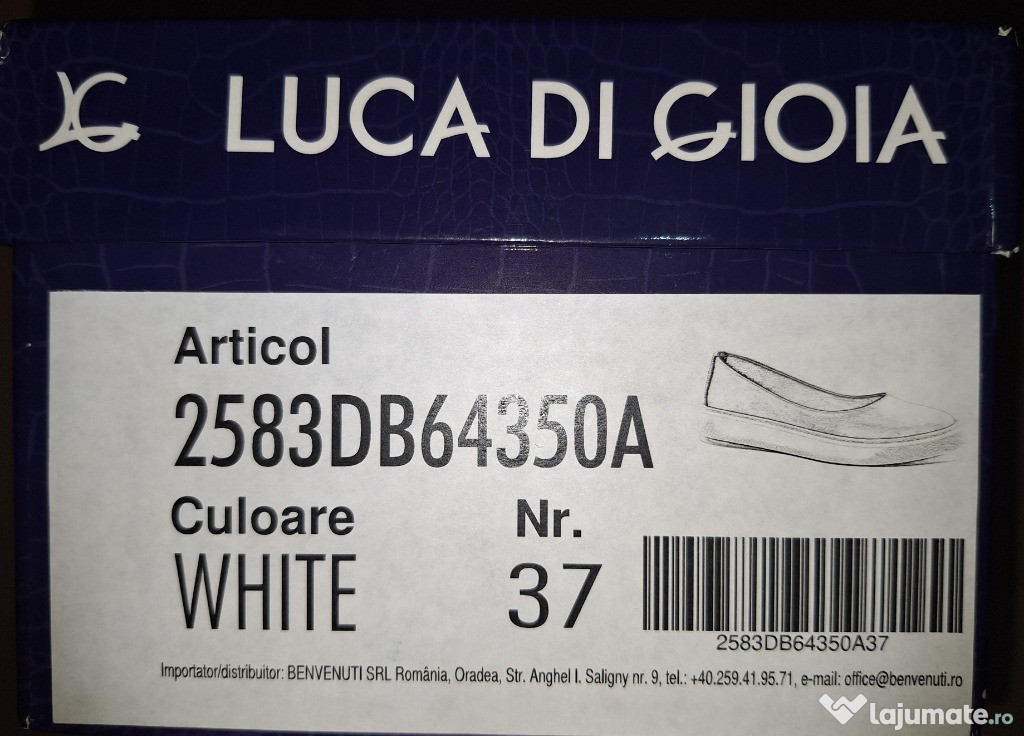 LG LUCA DI GIOIA
Articol
2583DB64350A
Culoare Nr.
WHITE 37
2583DB64350A37
Importator/distribuitor: BENVENUTI SRL România, Oradea, Str. Anghel I. Saligny nr. 9, tel.: +40.259.41.95.71, e-mail: office@benvenuti.ro
lajumate.ro